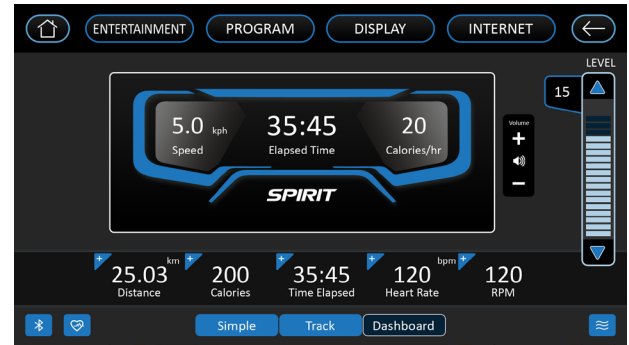 ENTERTAINMENT PROGRAM DISPLAY INTERNET
LEVEL
15
5.0 kph 35:45 20
Speed Elapsed Time Calories/hr
Volume
+
−
SPIRIT
km bpm
+ + + + +
25.03 200 35:45 120 120
Distance Calories Time Elapsed Heart Rate RPM
Simple Track Dashboard